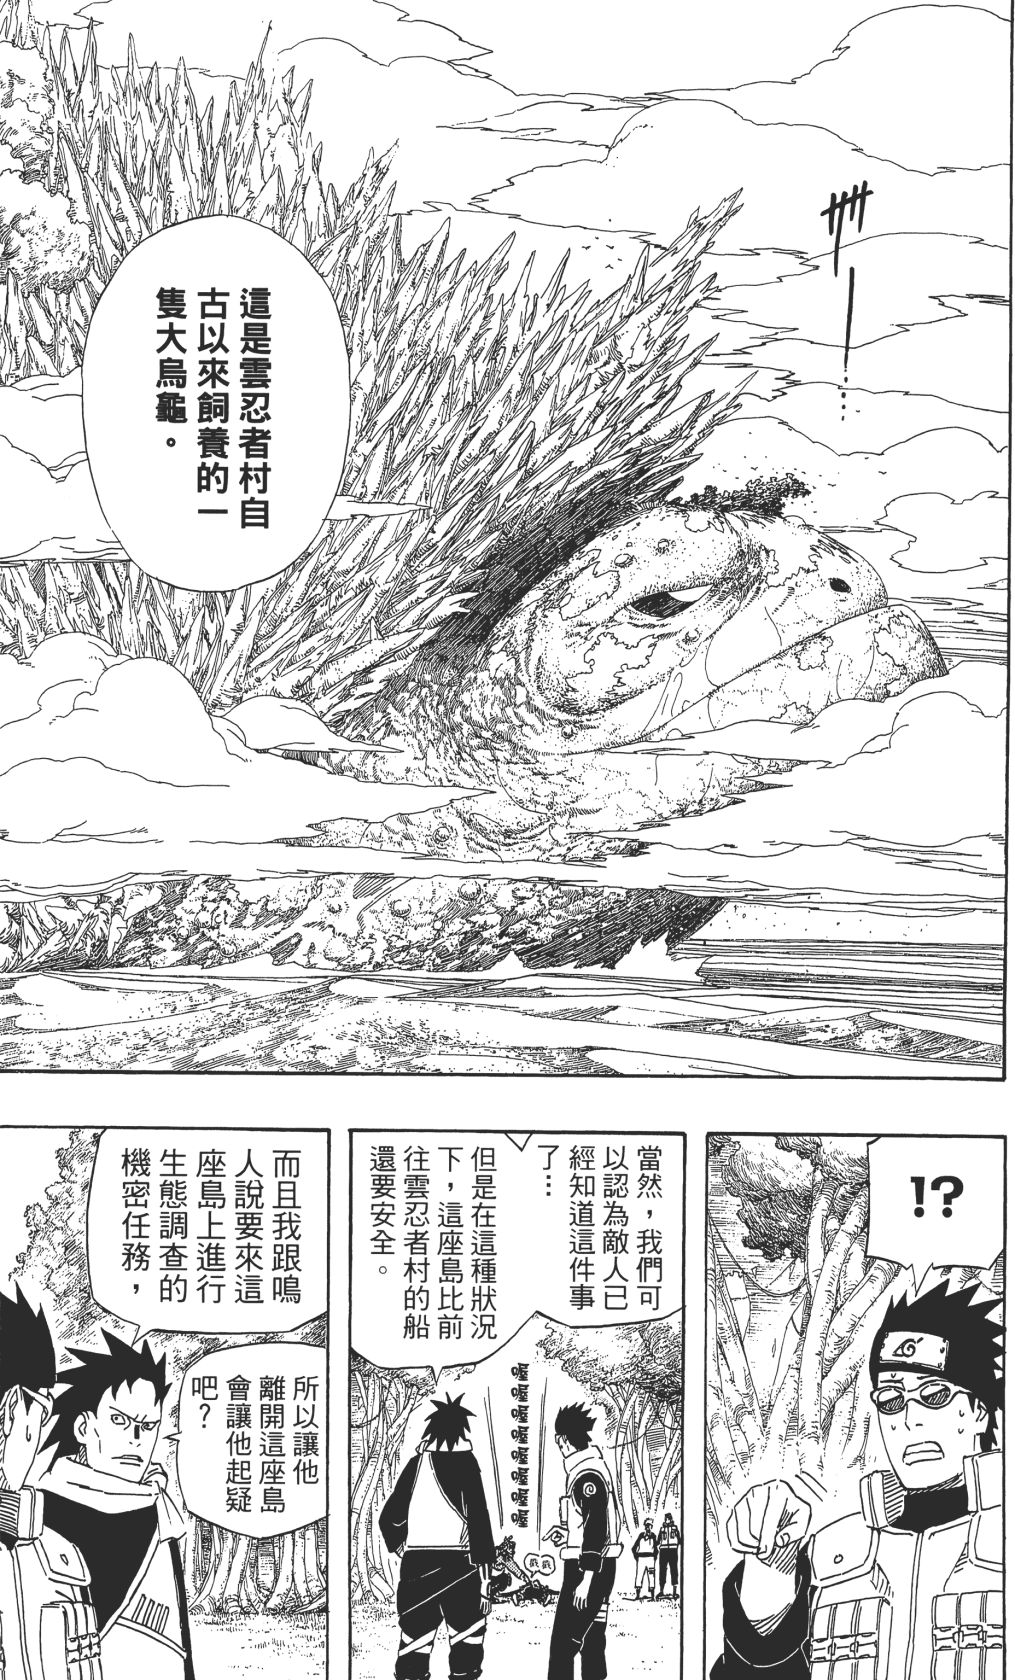 這是雲忍者村自
古以來飼養的一
隻大烏龜。
!?
當然，我們可
以認為敵人已
經知道這件事
了…
但是在這種狀況
下，這座島比前
往雲忍者村的船
還要安全。
喔喔喔喔喔喔喔喔
戳戳
而且我跟鳴
人說要來這
座島上進行
生態調查的
機密任務，
所以讓他
離開這座島
會讓他起疑
吧？